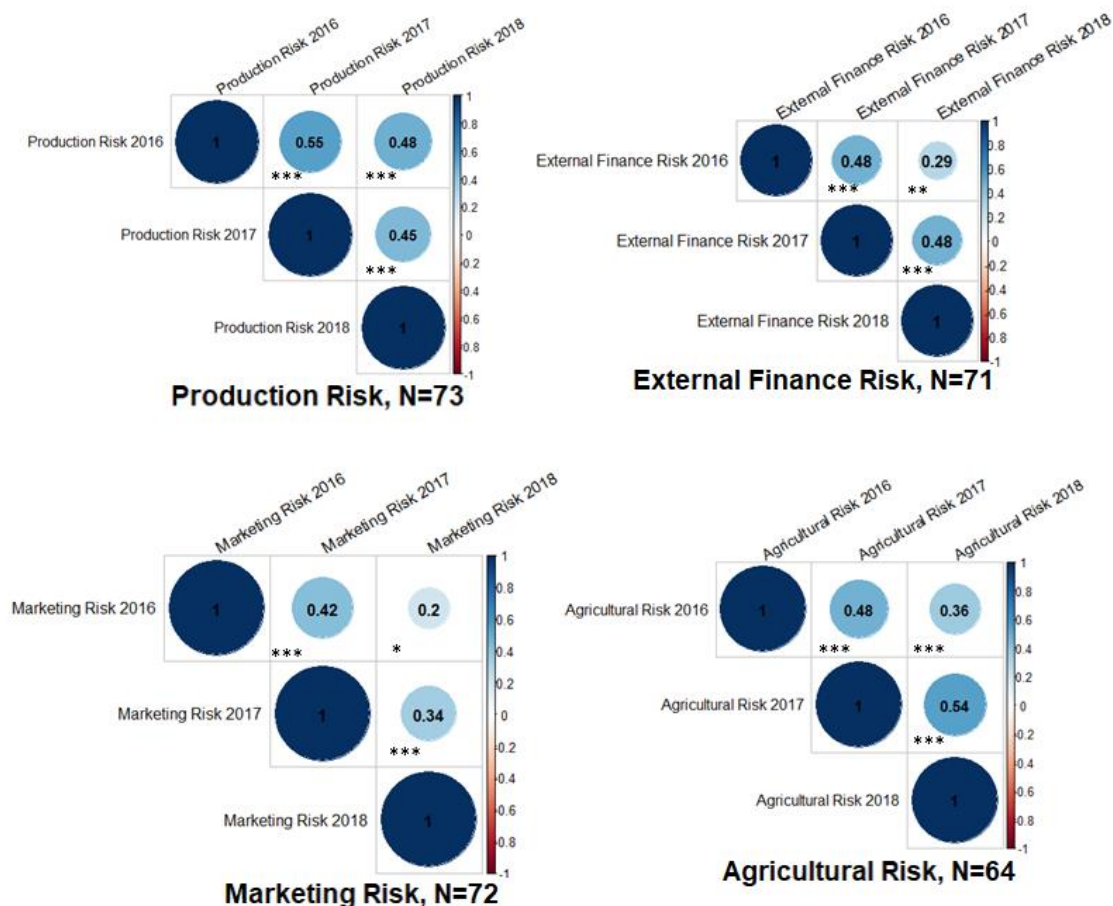 Production Risk 2016
Production Risk 2017
Production Risk 2018
Production Risk 2016
1
0.55
0.48
***
***
Production Risk 2017
1
0.45
***
Production Risk 2018
1
1
0.8
0.6
0.4
0.2
0
-0.2
-0.4
-0.6
-0.8
-1
Production Risk, N=73
External Finance Risk 2016
External Finance Risk 2017
External Finance Risk 2018
External Finance Risk 2016
1
0.48
0.29
***
**
External Finance Risk 2017
1
0.48
***
External Finance Risk 2018
1
1
0.8
0.6
0.4
0.2
0
-0.2
-0.4
-0.6
-0.8
-1
External Finance Risk, N=71
Marketing Risk 2016
Marketing Risk 2017
Marketing Risk 2018
Marketing Risk 2016
1
0.42
0.2
***
*
Marketing Risk 2017
1
0.34
***
Marketing Risk 2018
1
1
0.8
0.6
0.4
0.2
0
-0.2
-0.4
-0.6
-0.8
-1
Marketing Risk, N=72
Agricultural Risk 2016
Agricultural Risk 2017
Agricultural Risk 2018
Agricultural Risk 2016
1
0.48
0.36
***
***
Agricultural Risk 2017
1
0.54
***
Agricultural Risk 2018
1
1
0.8
0.6
0.4
0.2
0
-0.2
-0.4
-0.6
-0.8
-1
Agricultural Risk, N=64